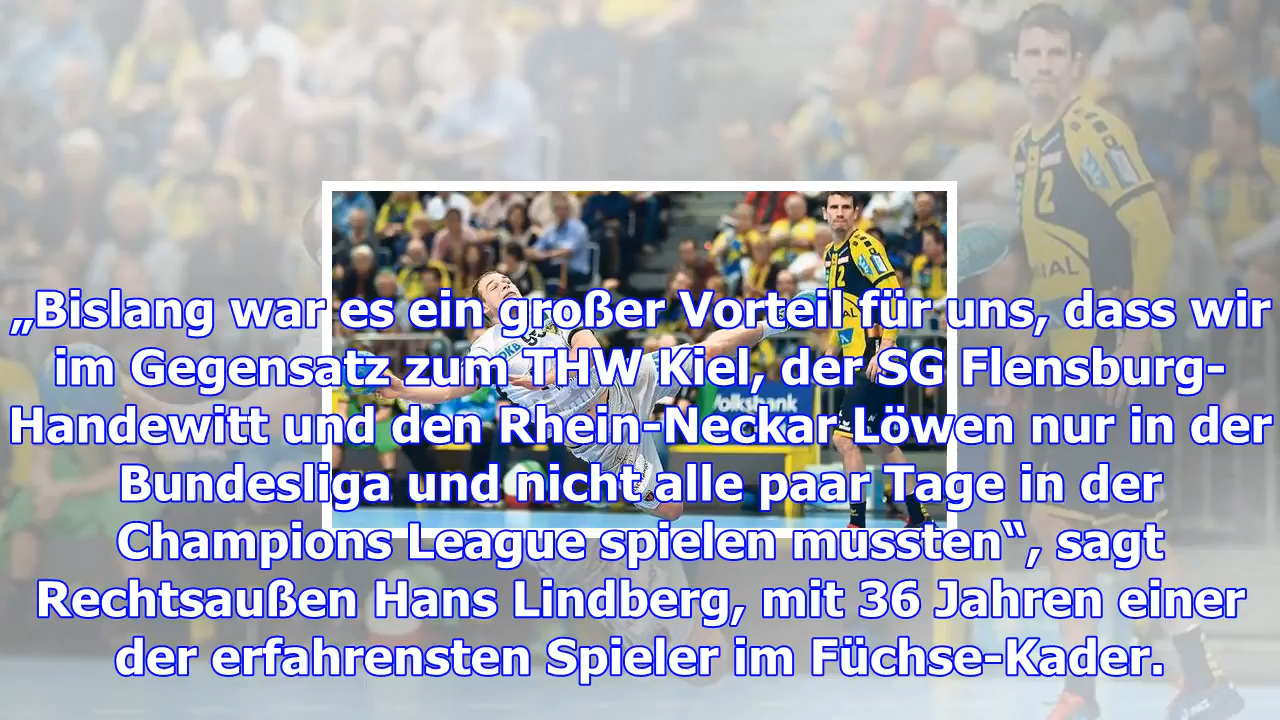 „Bislang war es ein großer Vorteil für uns, dass wir
im Gegensatz zum THW Kiel, der SG Flensburg-
Handewitt und den Rhein-Neckar Löwen nur in der
Bundesliga und nicht alle paar Tage in der
Champions League spielen mussten“, sagt
Rechtsaußen Hans Lindberg, mit 36 Jahren einer
der erfahrensten Spieler im Füchse-Kader.
Volksbank